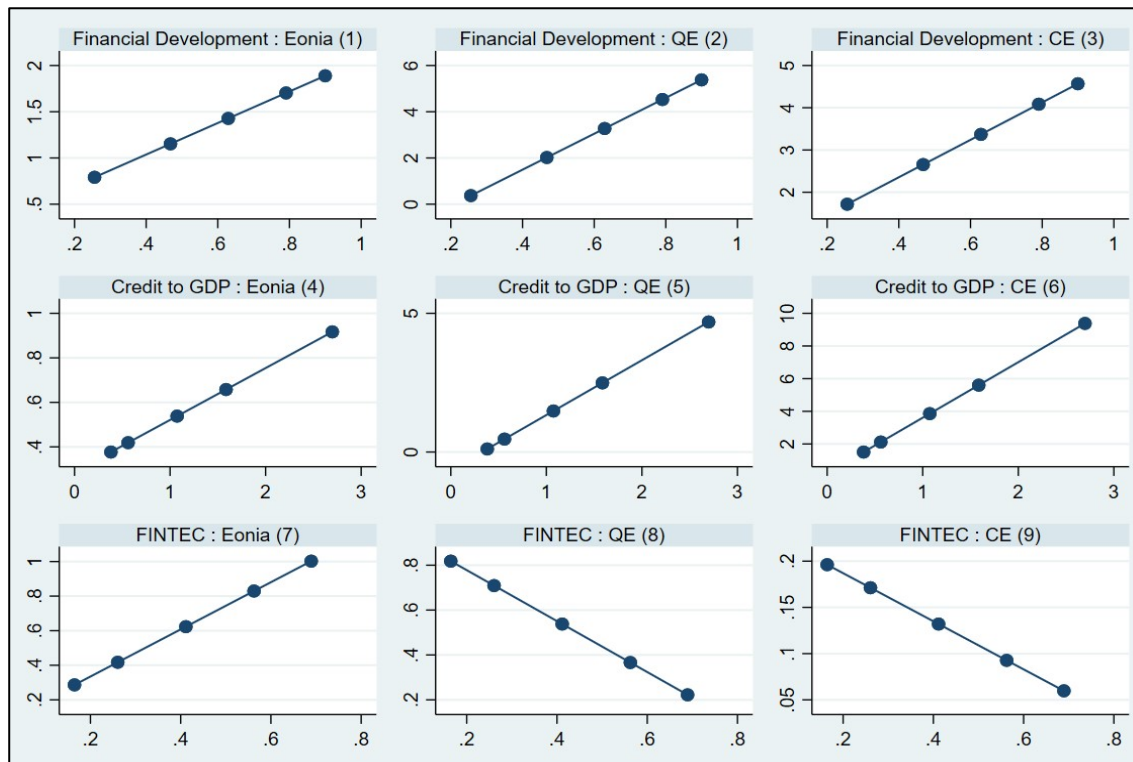 Financial Development : Eonia (1)
2
1.5
1
.5
.2 .4 .6 .8 1
Financial Development : QE (2)
6
4
2
0
.2 .4 .6 .8 1
Financial Development : CE (3)
5
4
3
2
.2 .4 .6 .8 1
Credit to GDP : Eonia (4)
1
.8
.6
.4
0 1 2 3
Credit to GDP : QE (5)
5
0
0 1 2 3
Credit to GDP : CE (6)
10
8
6
4
2
0 1 2 3
FINTEC : Eonia (7)
1
.8
.6
.4
.2
.2 .4 .6 .8
FINTEC : QE (8)
.8
.6
.4
.2
.2 .4 .6 .8
FINTEC : CE (9)
.2
.15
.1
.05
.2 .4 .6 .8